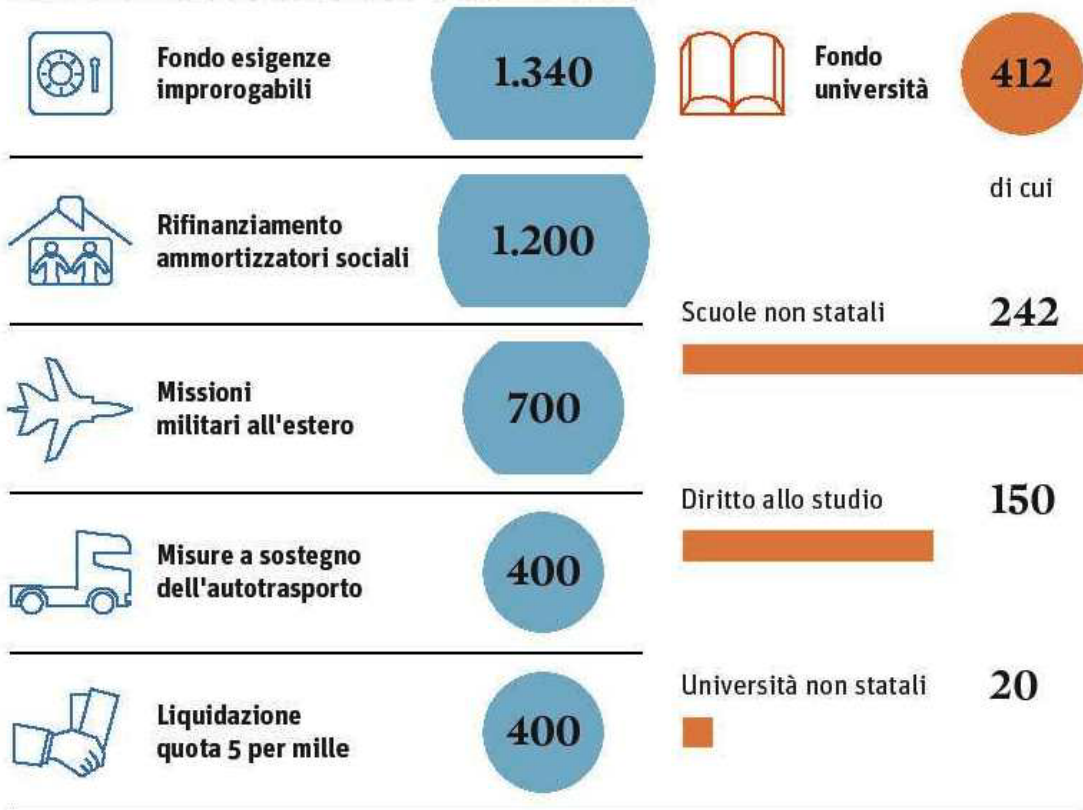 Fondo esigenze
improrogabili
1.340
Rifinanziamento
ammortizzatori sociali
1.200
Missioni
militari all'estero
700
Misure a sostegno
dell'autotrasporto
400
Liquidazione
quota 5 per mille
400
Fondo
università
412
di cui
Scuole non statali
242
Diritto allo studio
150
Università non statali
20